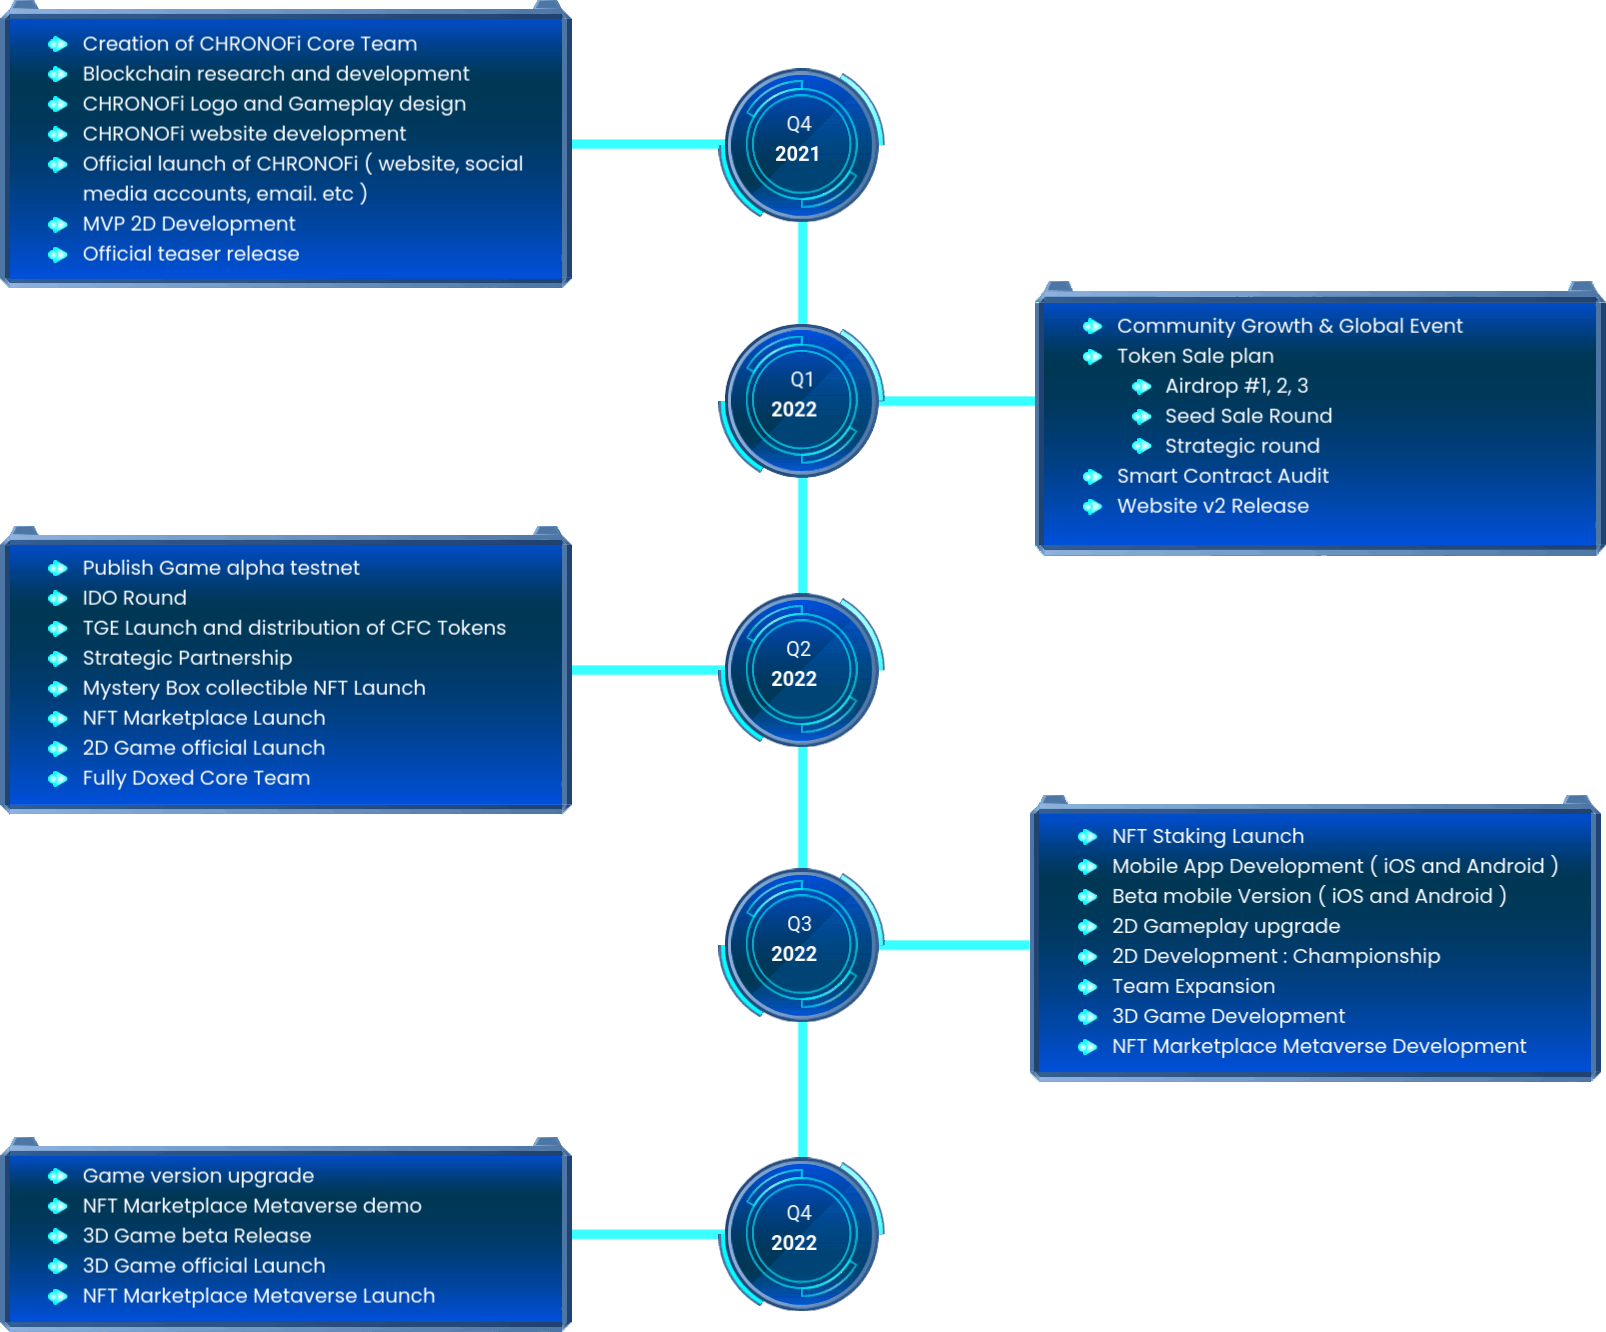 Creation of CHRONOFi Core Team
Blockchain research and development
CHRONOFi Logo and Gameplay design
CHRONOFi website development
Official launch of CHRONOFi ( website, social
media accounts, email. etc )
MVP 2D Development
Official teaser release
Q4
2021
Q1
2022
Community Growth & Global Event
Token Sale plan
Airdrop #1, 2, 3
Seed Sale Round
Strategic round
Smart Contract Audit
Website v2 Release
Publish Game alpha testnet
IDO Round
TGE Launch and distribution of CFC Tokens
Strategic Partnership
Mystery Box collectible NFT Launch
NFT Marketplace Launch
2D Game official Launch
Fully Doxed Core Team
Q2
2022
Q3
2022
NFT Staking Launch
Mobile App Development ( iOS and Android )
Beta mobile Version ( iOS and Android )
2D Gameplay upgrade
2D Development : Championship
Team Expansion
3D Game Development
NFT Marketplace Metaverse Development
Game version upgrade
NFT Marketplace Metaverse demo
3D Game beta Release
3D Game official Launch
NFT Marketplace Metaverse Launch
Q4
2022